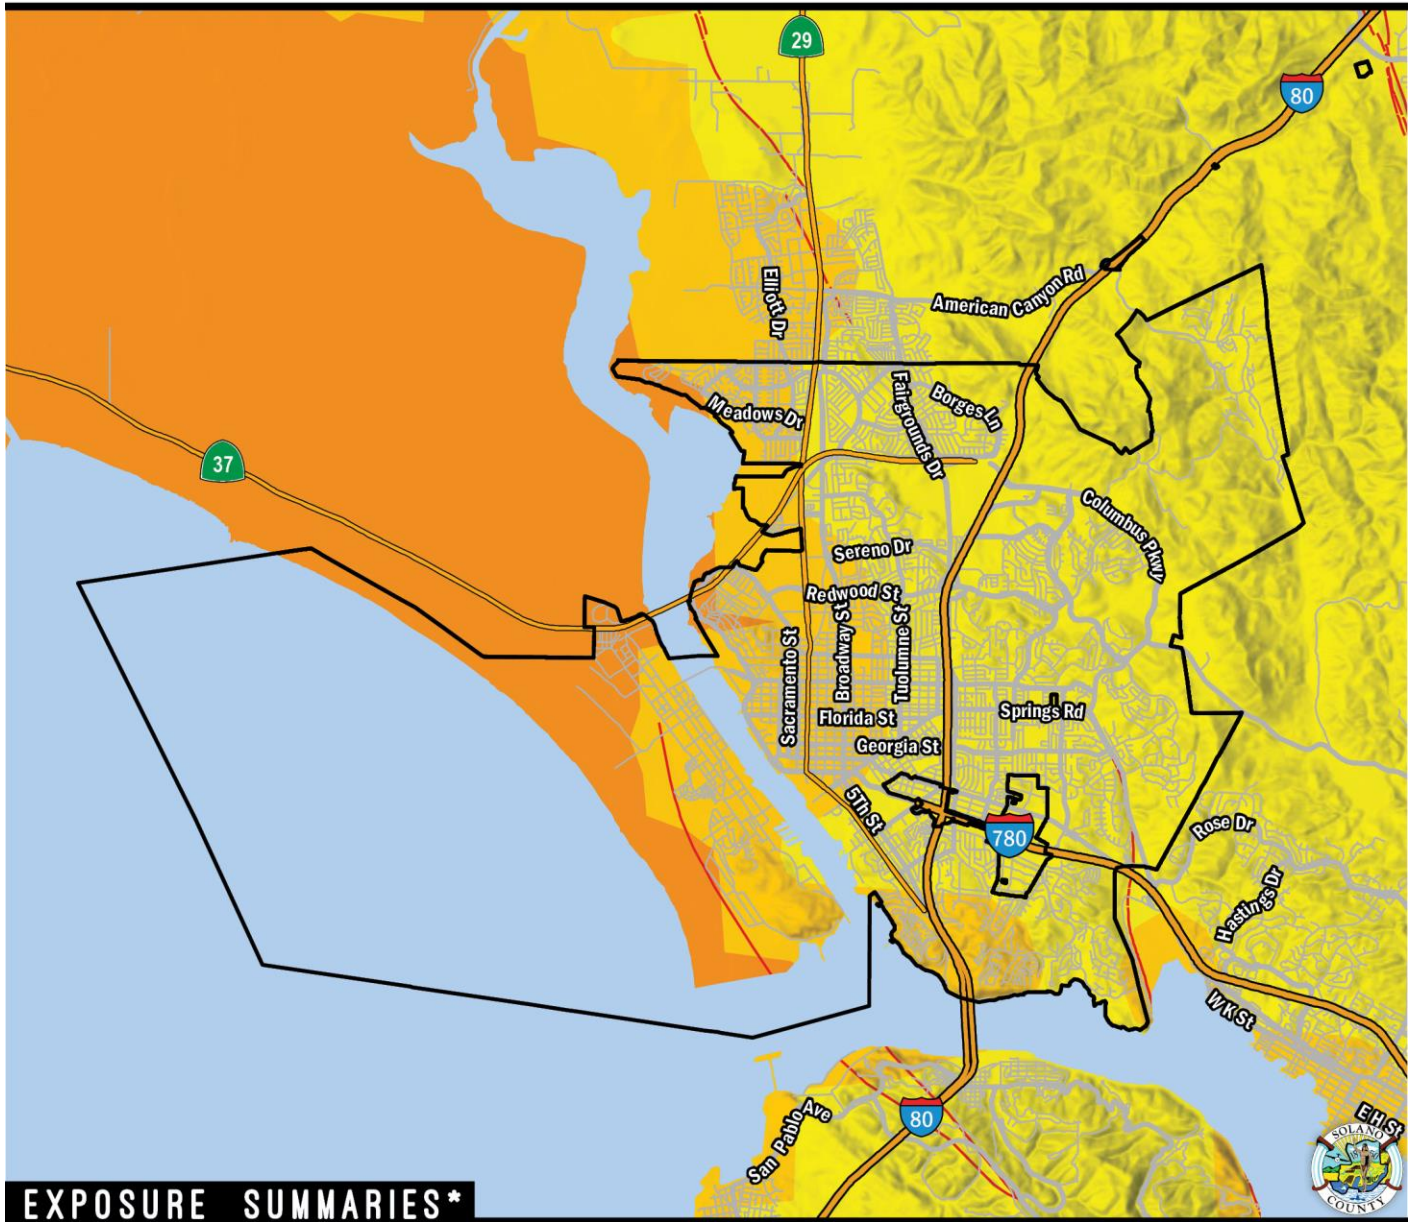 29
80
Elliott Dr
American Canyon Rd
Meadows Dr
Fairgrounds Dr
Borges Ln
37
Columbus Pkwy
Sereno Dr
Redwood St
Sacramento St
Broadway St
Tuolumne St
Florida St
Springs Rd
Georgia St
5Th St
780
Rose Dr
Hastings Dr
W K St
San Pablo Ave
80
E H St
SOLANO
COUNTY
EXPOSURE SUMMARIES*